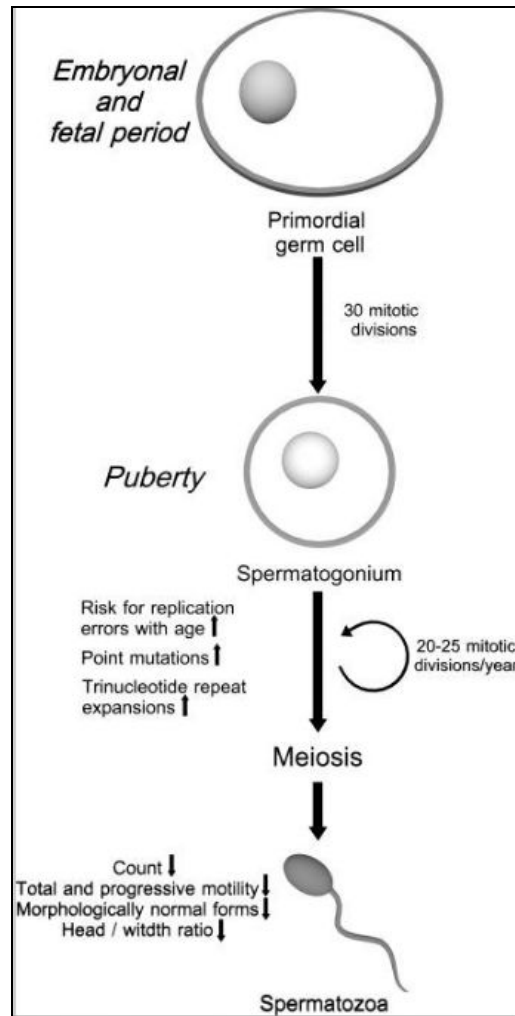 Embryonal
and
fetal period
Primordial
germ cell
30 mitotic
divisions
Puberty
Spermatogonium
Risk for replication
errors with age
Point mutations
Trinucleotide repeat
expansions
20-25 mitotic
divisions/year
Meiosis
Count
Total and progressive motility
Morphologically normal forms
Head / witdth ratio
Spermatozoa